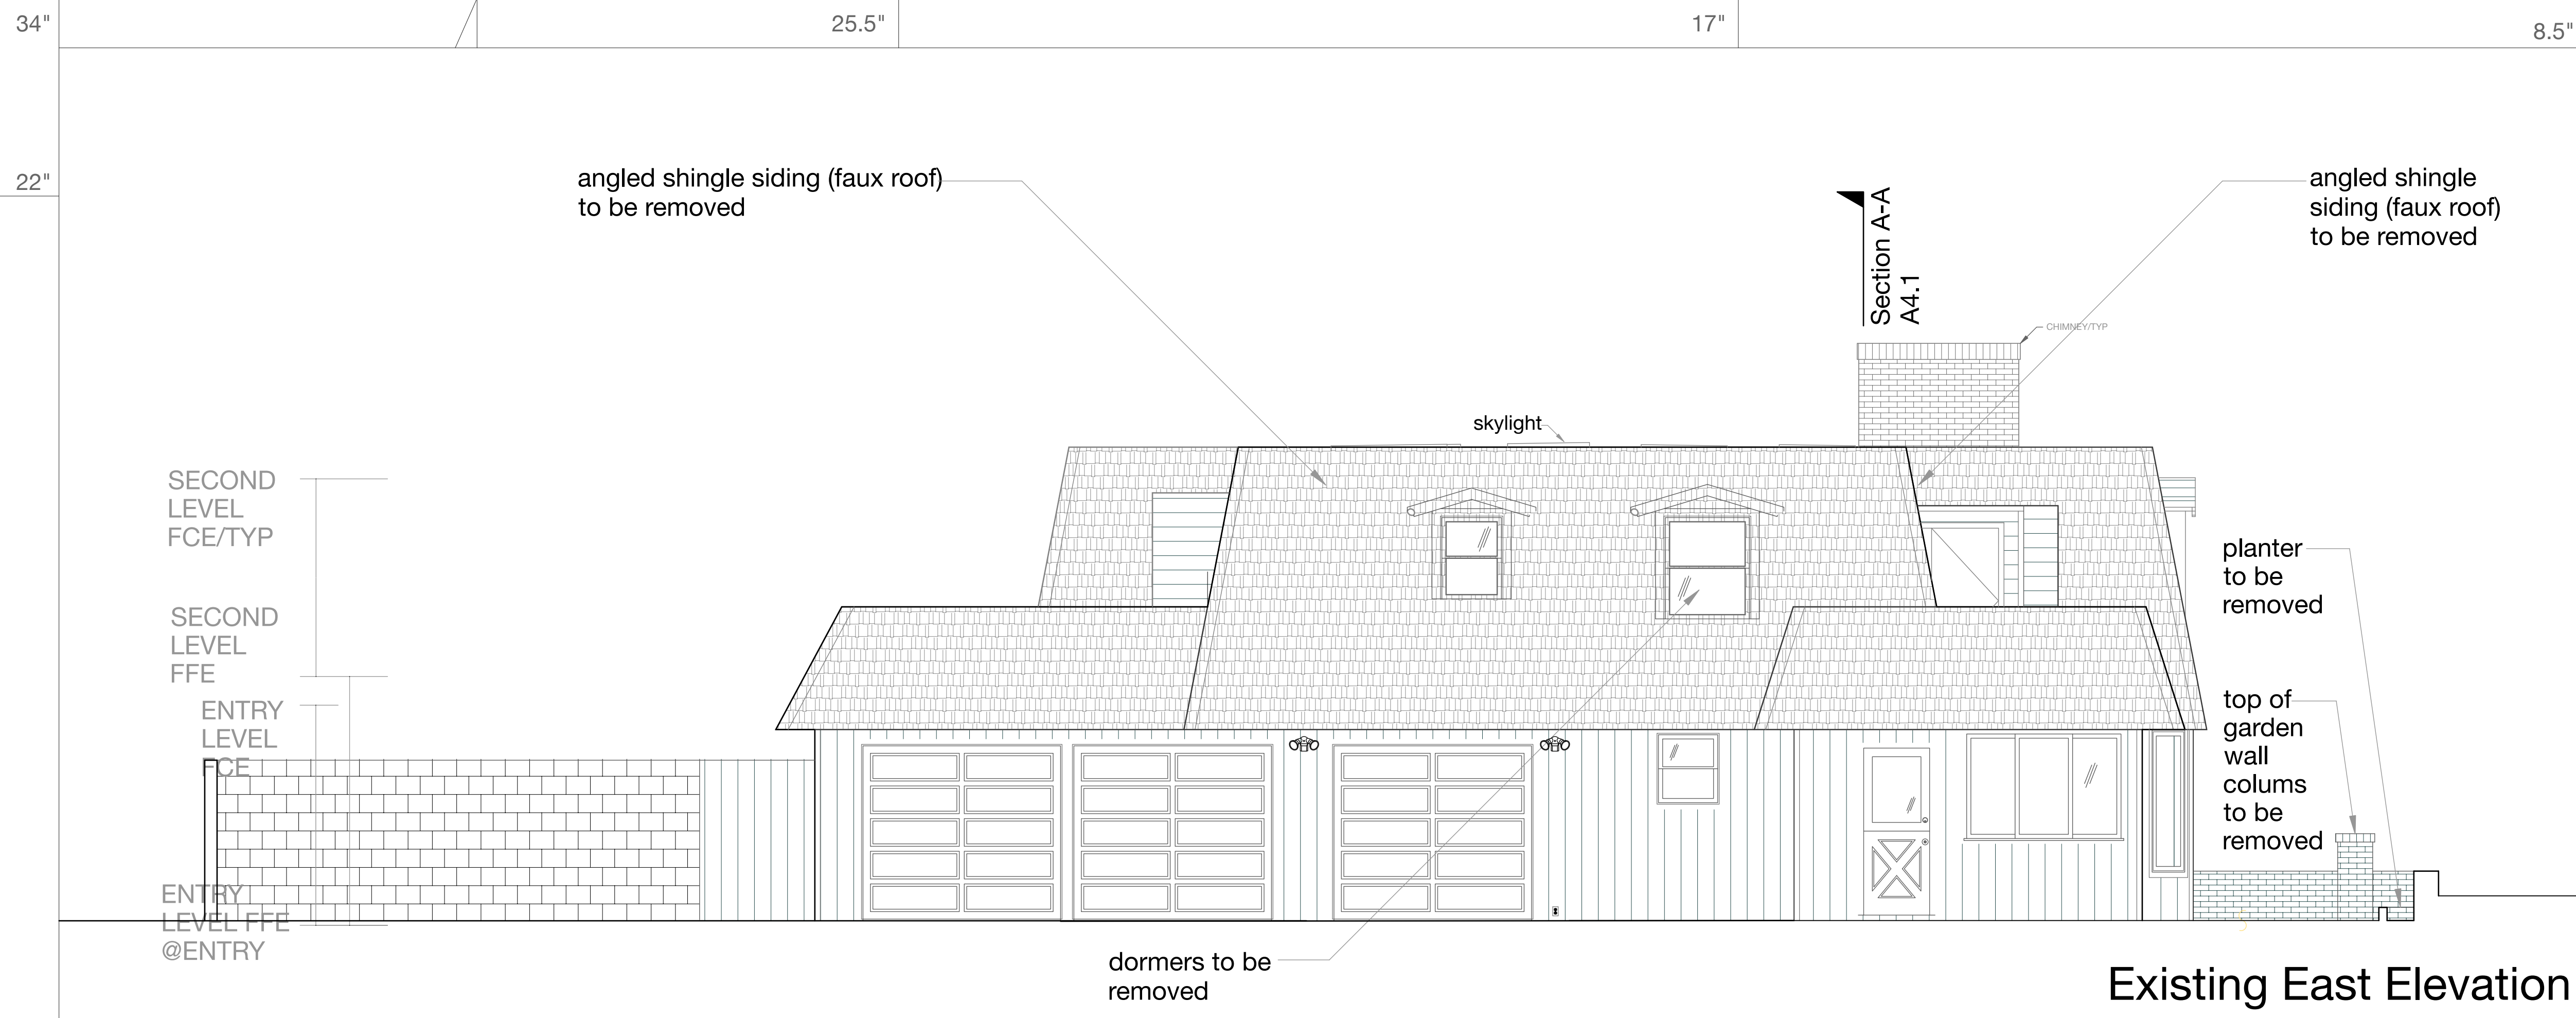 34"
25.5"
17"
8.5"
22"
angled shingle siding (faux roof)
to be removed
Section A-A
A4.1
angled shingle
siding (faux roof)
to be removed
CHIMNEY/TYP
skylight
SECOND
LEVEL
FCE/TYP
SECOND
LEVEL
FFE
ENTRY
LEVEL
FCE
ENTRY
LEVEL FFE
@ENTRY
planter
to be
removed
top of
garden
wall
colums
to be
removed
dormers to be
removed
Existing East Elevation